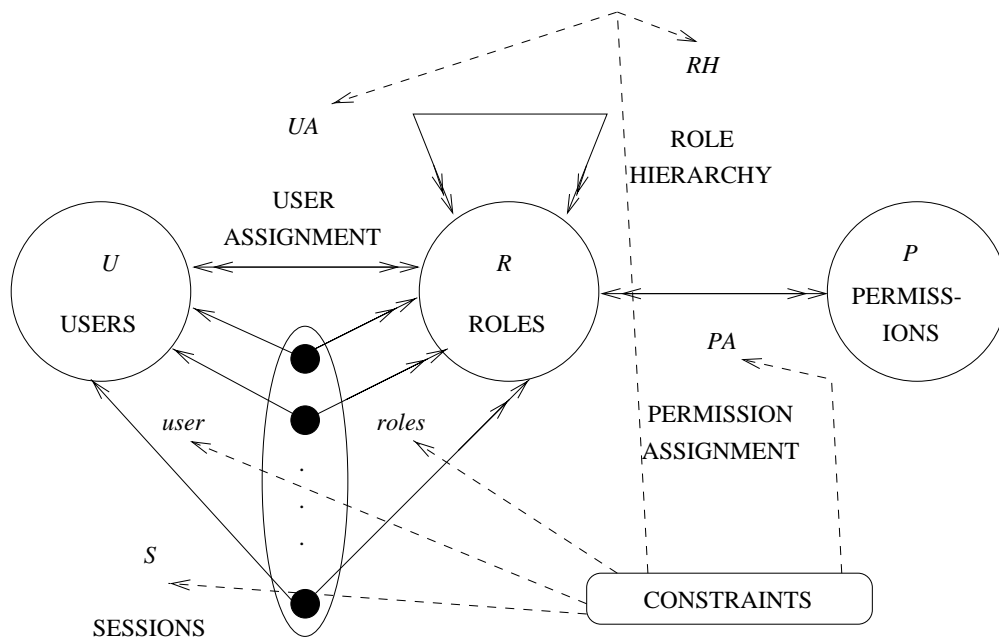 RH
UA
ROLE
HIERARCHY
USER
ASSIGNMENT
U
USERS
R
ROLES
P
PERMISS-
IONS
PA
user
roles
PERMISSION
ASSIGNMENT
S
SESSIONS
CONSTRAINTS